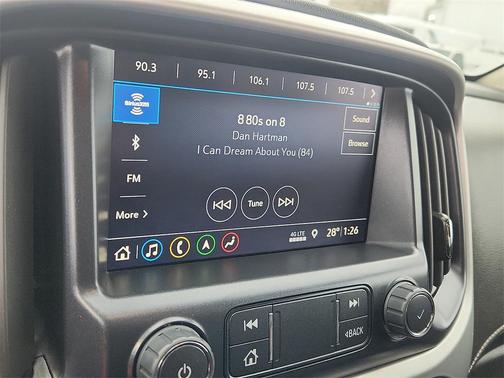 90.3 95.1 106.1 107.5 107.5
SiriusXM
8 80s on 8
Dan Hartman
I Can Dream About You (84)
Sound
Browse
FM
More
Tune
4G LTE
28° 1:26
BACK